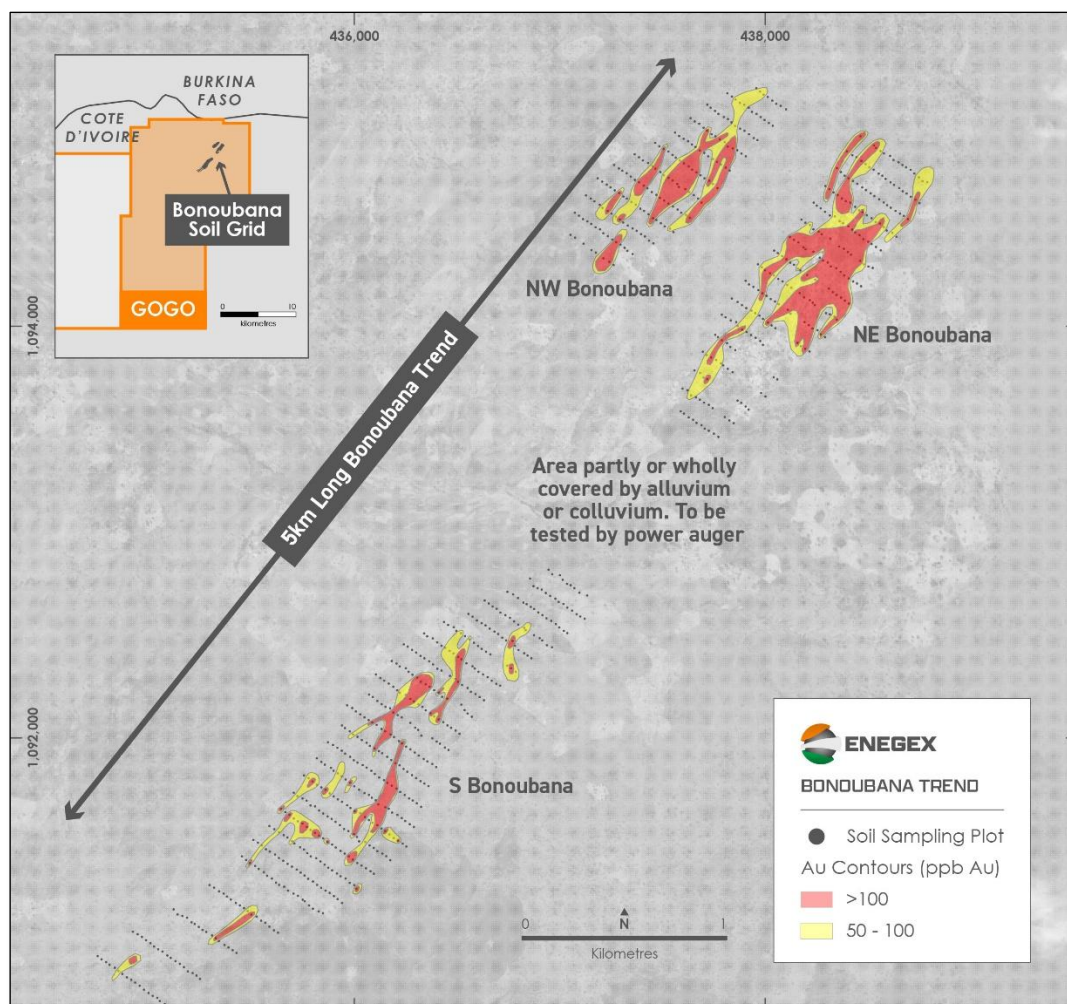 436,000
438,000
BURKINA
FASO
COTE
D'IVOIRE
Bonoubana
Soil Grid
GOGO
0 10
kilometres
1,094,000
NW Bonoubana
NE Bonoubana
5km Long Bonoubana Trend
Area partly or wholly
covered by alluvium
or colluvium. To be
tested by power auger
1,092,000
S Bonoubana
0 N 1
Kilometres
ENEGEX
BONOUBANA TREND
Soil Sampling Plot
Au Contours (ppb Au)
>100
50 - 100